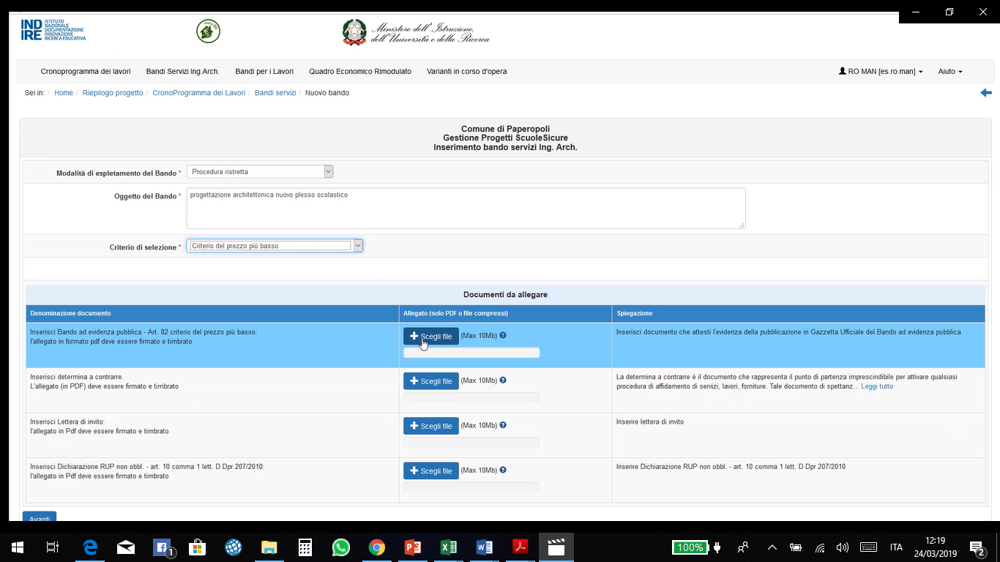 IND
IRE
ISTITUTO
NAZIONALE
DOCUMENTAZIONE
INNOVAZIONE
RICERCA EDUCATIVA
Ministero dell' Istruzione,
dell'Università e della Ricerca
Cronoprogramma dei lavori Bandi Servizi Ing.Arch. Bandi per i Lavori Quadro Economico Rimodulato Varianti in corso d'opera RO MAN [es.ro.man] Aiuto
Sei in: / Home / Riepilogo progetto / CronoProgramma dei Lavori / Bandi servizi / Nuovo bando
Comune di Paperopoli
Gestione Progetti ScuoleSicure
Inserimento bando servizi Ing. Arch.
Modalità di espletamento del Bando * Procedura ristretta
Oggetto del Bando * progettazione architettonica nuovo plesso scolastico
Criterio di selezione * Criterio del prezzo più basso
Documenti da allegare
Denominazione documento Allegato (solo PDF o file compressi) Spiegazione
Inserisci Bando ad evidenza pubblica - Art. 82 criterio del prezzo più basso:
l'allegato in formato pdf deve essere firmato e timbrato
Scegli file (Max 10Mb) ?
Inserisci documento che attesti l'evidenza della pubblicazione in Gazzetta Ufficiale del Bando ad evidenza pubblica
Inserisci determina a contrarre.
L'allegato (in PDF) deve essere firmato e timbrato
Scegli file (Max 10Mb) ?
La determina a contrarre è il documento che rappresenta il punto di partenza imprescindibile per attivare qualsiasi
procedura di affidamento di servizi, lavori, forniture. Tale documento di spettanz... Leggi tutto
Inserisci Lettera di invito:
l'allegato in Pdf deve essere firmato e timbrato
Scegli file (Max 10Mb) ?
Inserire lettera di invito
Inserisci Dichiarazione RUP non obbl. - art. 10 comma 1 lett. D Dpr 207/2010:
l'allegato in Pdf deve essere firmato e timbrato
Scegli file (Max 10Mb) ?
Inserire Dichiarazione RUP non obbl. - art. 10 comma 1 lett. D Dpr 207/2010
Avanti
1
100%
ITA
12:19
24/03/2019
2